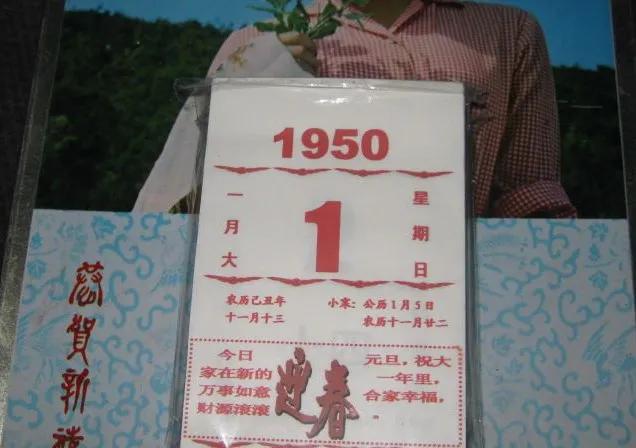 1950
一月大
1
星期日
农历己丑年
十一月十三
小寒：公历1月5日
农历十一月廿二
今日元旦，祝大
家在新的一年里，
万事如意台家幸福，
财源滚滚。
迎春
恭贺新禧